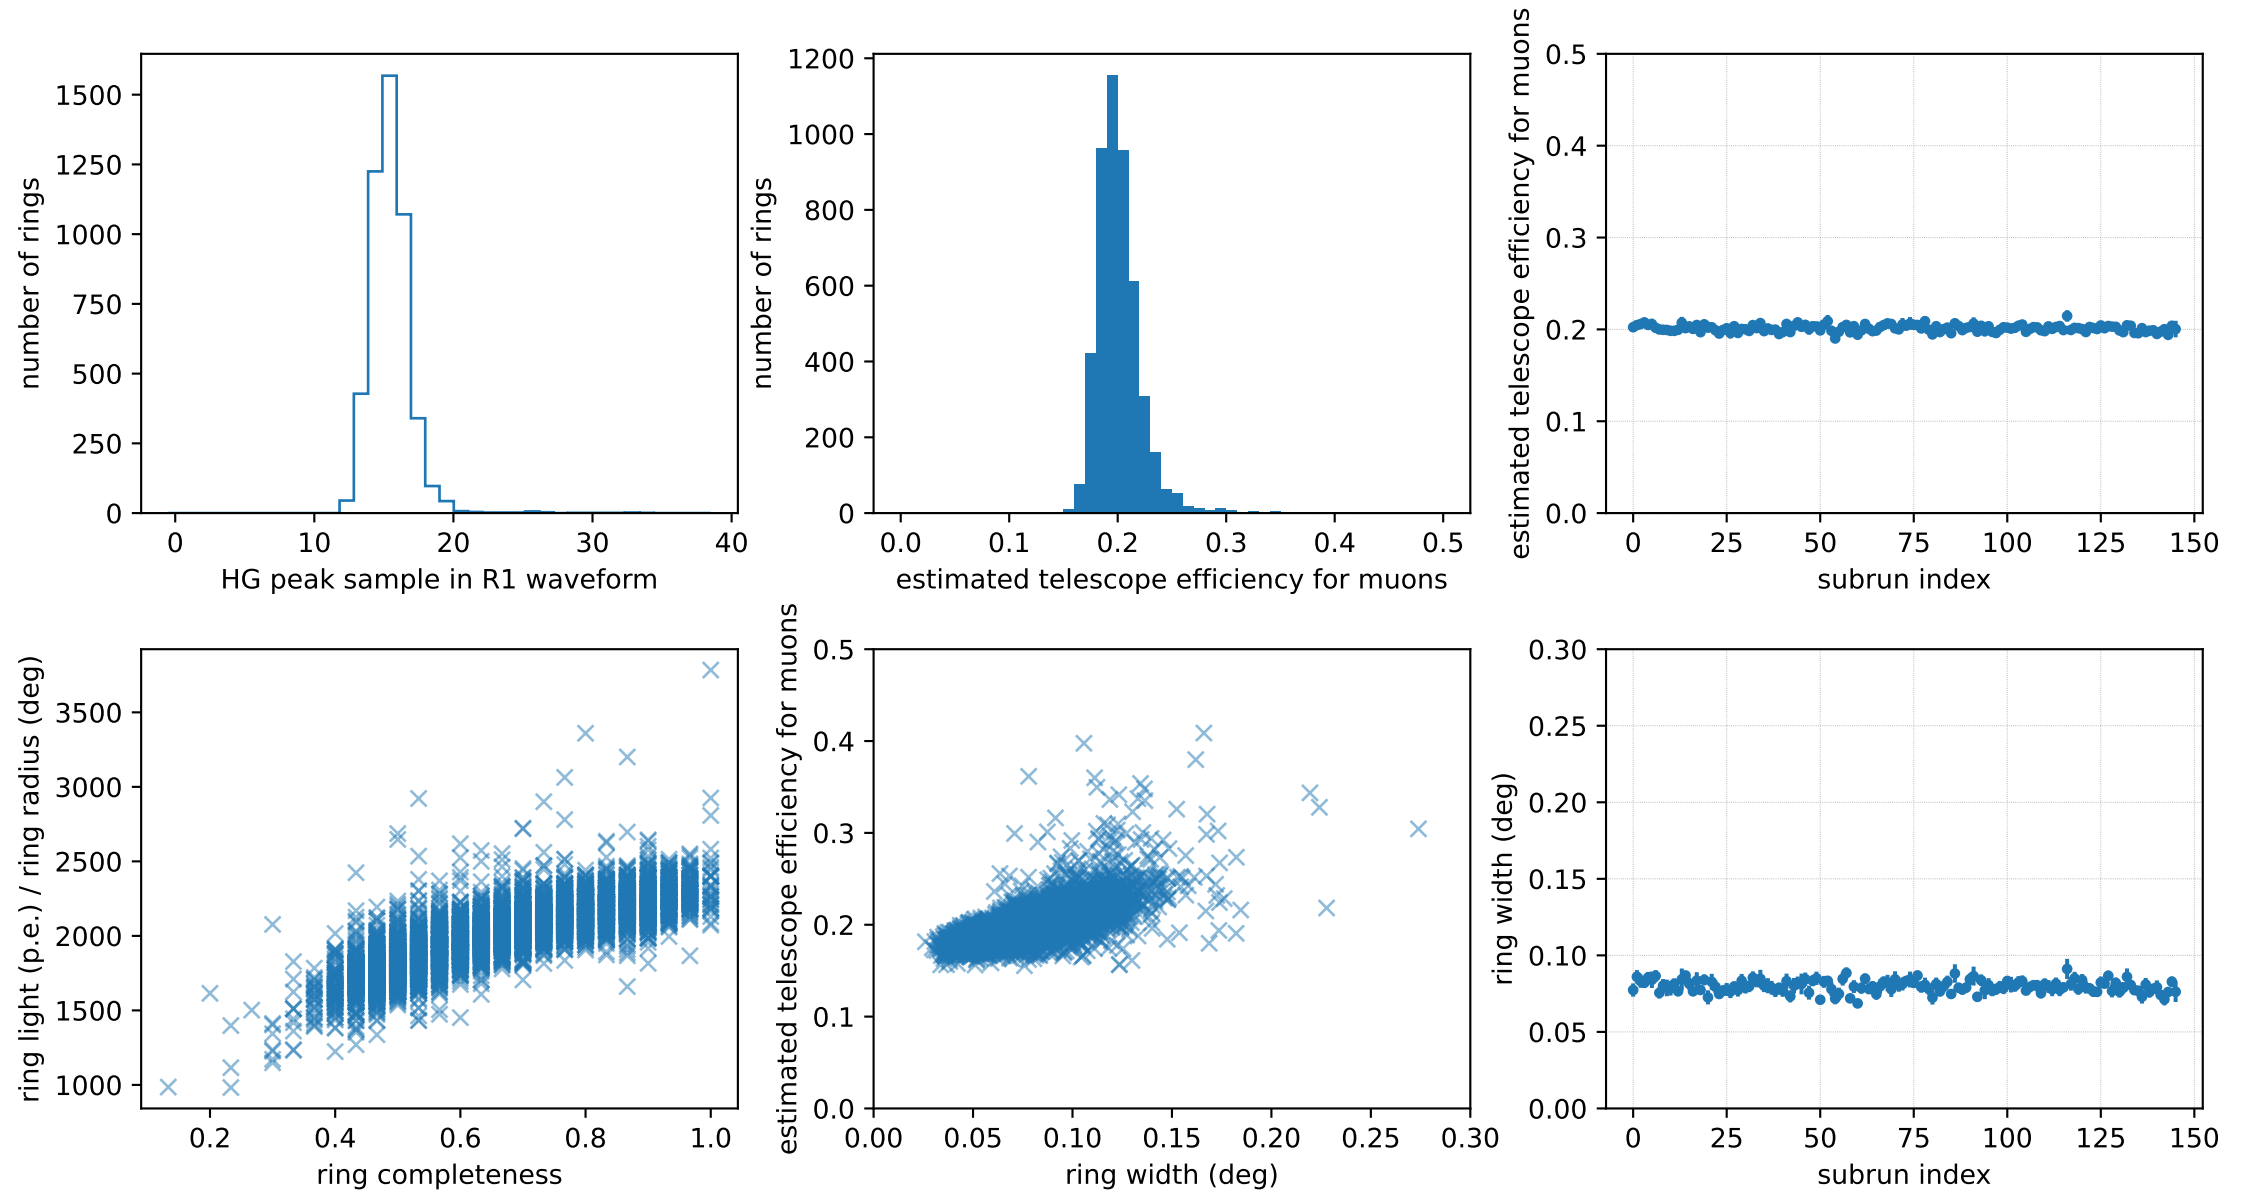 number of rings
1500
1250
1000
750
500
250
0
0 10 20 30 40
HG peak sample in R1 waveform
number of rings
1200
1000
800
600
400
200
0
0.0 0.1 0.2 0.3 0.4 0.5
estimated telescope efficiency for muons
estimated telescope efficiency for muons
0.5
0.4
0.3
0.2
0.1
0.0
0 25 50 75 100 125 150
subrun index
ring light (p.e.) / ring radius (deg)
3500
3000
2500
2000
1500
1000
0.2 0.4 0.6 0.8 1.0
ring completeness
estimated telescope efficiency for muons
0.5
0.4
0.3
0.2
0.1
0.0
0.00 0.05 0.10 0.15 0.20 0.25 0.30
ring width (deg)
ring width (deg)
0.30
0.25
0.20
0.15
0.10
0.05
0.00
0 25 50 75 100 125 150
subrun index